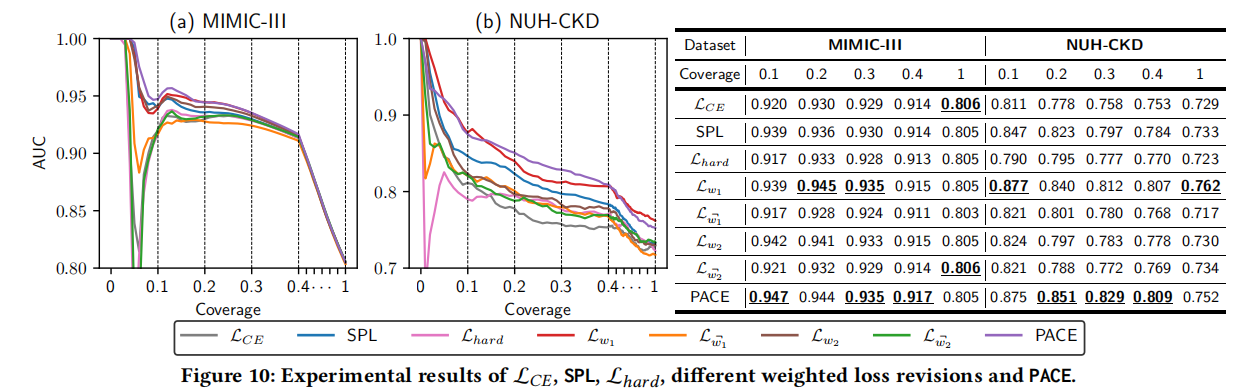 (a) MIMIC-III
1.00
0.95
0.90
0.85
0.80
AUC
0 0.1 0.2 0.3 0.4 ··· 1
Coverage
(b) NUH-CKD
1.0
0.9
0.8
0.7
0 0.1 0.2 0.3 0.4 ··· 1
Coverage
Dataset MIMIC-III NUH-CKD
Coverage 0.1 0.2 0.3 0.4 1 0.1 0.2 0.3 0.4 1
ℒ_CE 0.920 0.930 0.929 0.914 0.806 0.811 0.778 0.758 0.753 0.729
SPL 0.939 0.936 0.930 0.914 0.805 0.847 0.823 0.797 0.784 0.733
ℒ_hard 0.917 0.933 0.928 0.913 0.805 0.790 0.795 0.777 0.770 0.723
ℒ_w₁ 0.939 0.945 0.935 0.915 0.805 0.877 0.840 0.812 0.807 0.762
ℒ_w̃₁ 0.917 0.928 0.924 0.911 0.803 0.823 0.801 0.780 0.768 0.717
ℒ_w₂ 0.942 0.941 0.933 0.915 0.805 0.824 0.797 0.783 0.778 0.730
ℒ_w̃₂ 0.921 0.932 0.929 0.914 0.806 0.821 0.788 0.772 0.769 0.734
PACE 0.947 0.944 0.935 0.917 0.805 0.875 0.851 0.829 0.809 0.752
ℒ_CE SPL ℒ_hard ℒ_w₁ ℒ_w̃₁ ℒ_w₂ ℒ_w̃₂ PACE
Figure 10: Experimental results of ℒ_CE, SPL, ℒ_hard, different weighted loss revisions and PACE.